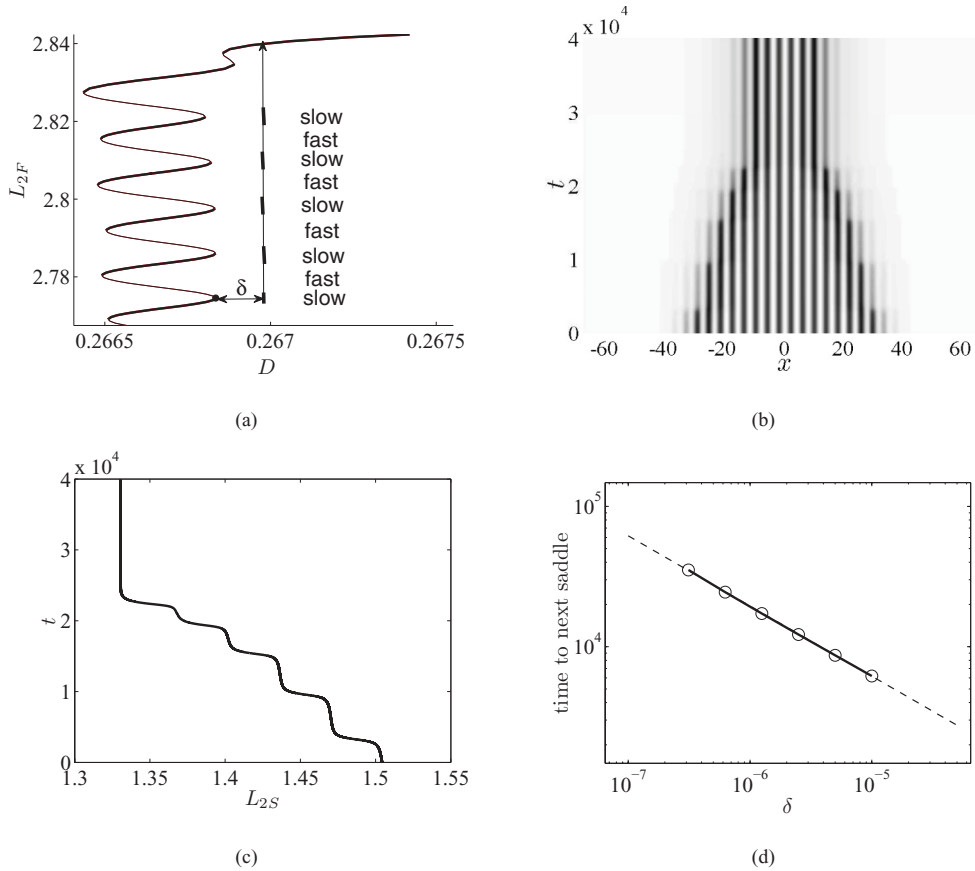 2.84
2.82
2.8
2.78
L2F
slow
fast
slow
fast
slow
fast
slow
fast
slow
δ
0.2665
0.267
0.2675
D
(a)
x 10^4
4
3
2
1
0
t
-60
-40
-20
0
20
40
60
x
(b)
x 10^4
4
3
2
1
0
t
1.3
1.35
1.4
1.45
1.5
1.55
L2S
(c)
10^5
10^4
time to next saddle
10^-7
10^-6
10^-5
δ
(d)